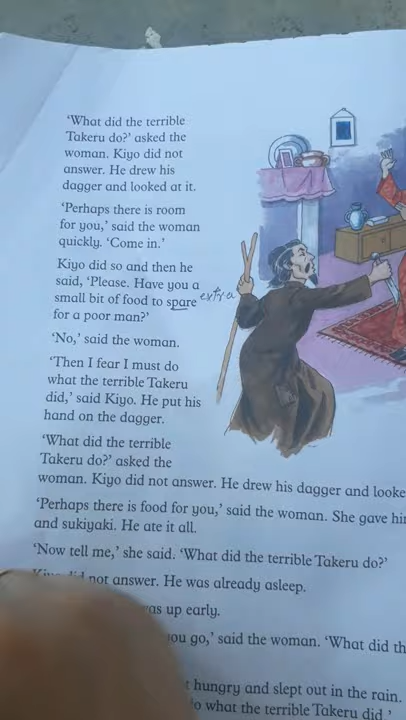 ‘What did the terrible
Takeru do?’ asked the
woman. Kiyo did not
answer. He drew his
dagger and looked at it.
‘Perhaps there is room
for you,’ said the woman
quickly. ‘Come in.’
Kiyo did so and then he
said, ‘Please. Have you a
small bit of food to spare extra
for a poor man?’
‘No,’ said the woman.
‘Then I fear I must do
what the terrible Takeru
did,’ said Kiyo. He put his
hand on the dagger.
‘What did the terrible
Takeru do?’ asked the
woman. Kiyo did not answer. He drew his dagger and looke
‘Perhaps there is food for you,’ said the woman. She gave hi
and sukiyaki. He ate it all.
‘Now tell me,’ she said. ‘What did the terrible Takeru do?’
not answer. He was already asleep.
was up early.
you go,’ said the woman. ‘What did th
hungry and slept out in the rain.
what the terrible Takeru did.’